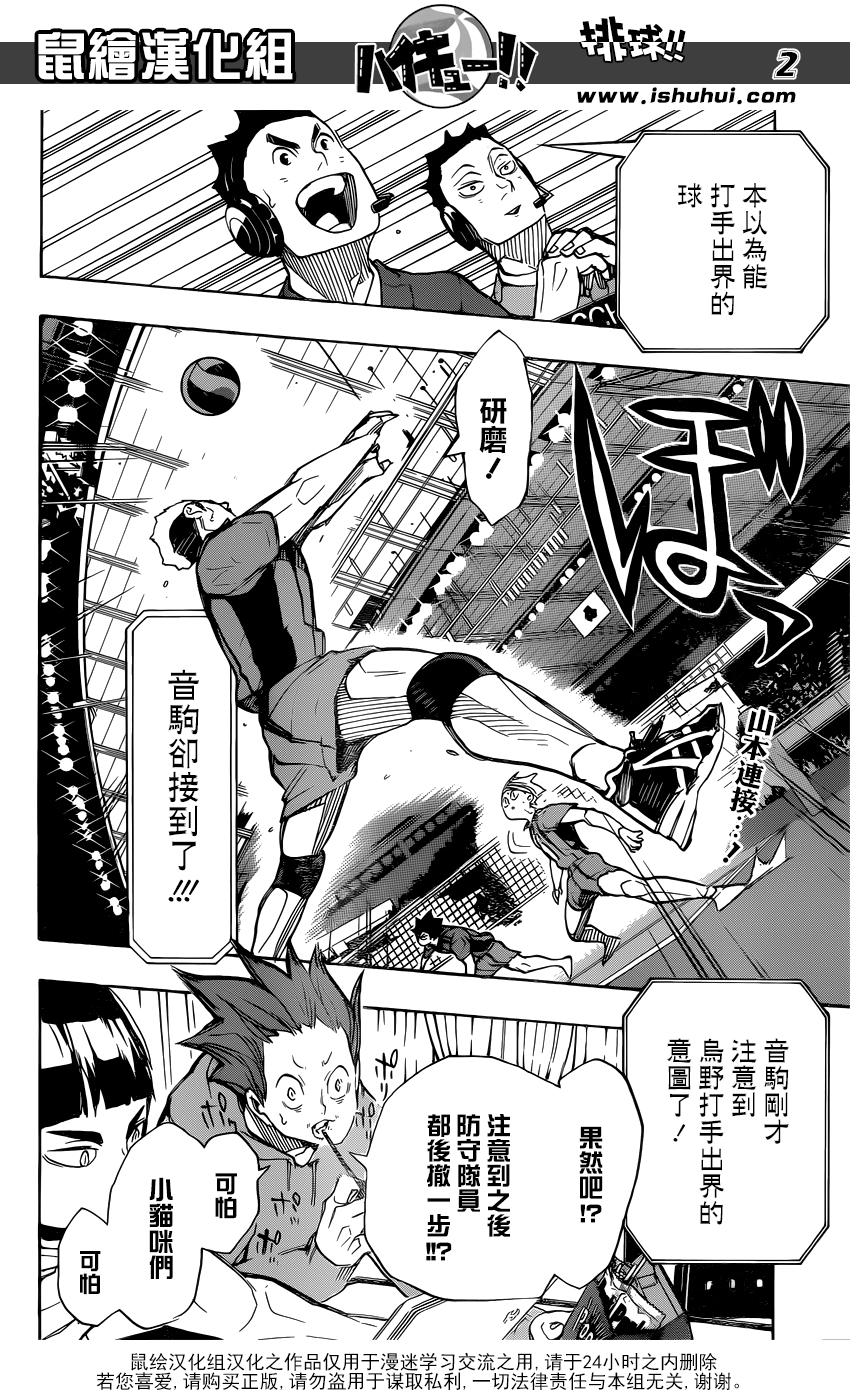 鼠繪漢化組
ハイキュー!!
排球!!
2
www.ishuhui.com
本以為能
打手出界的
球
研磨！
ぼっ
山本連接…！
音駒卻接到了!!!
音駒剛才
注意到
烏野打手出界的
意圖了！
果然吧!?
注意到之後
防守隊員
都後撤一步!!?
可怕
小貓咪們
可怕
鼠绘汉化组汉化之作品仅用于漫迷学习交流之用,请于24小时之内删除
若您喜爱,请购买正版,请勿用于谋取私利,一切法律责任与本组无关,谢谢。